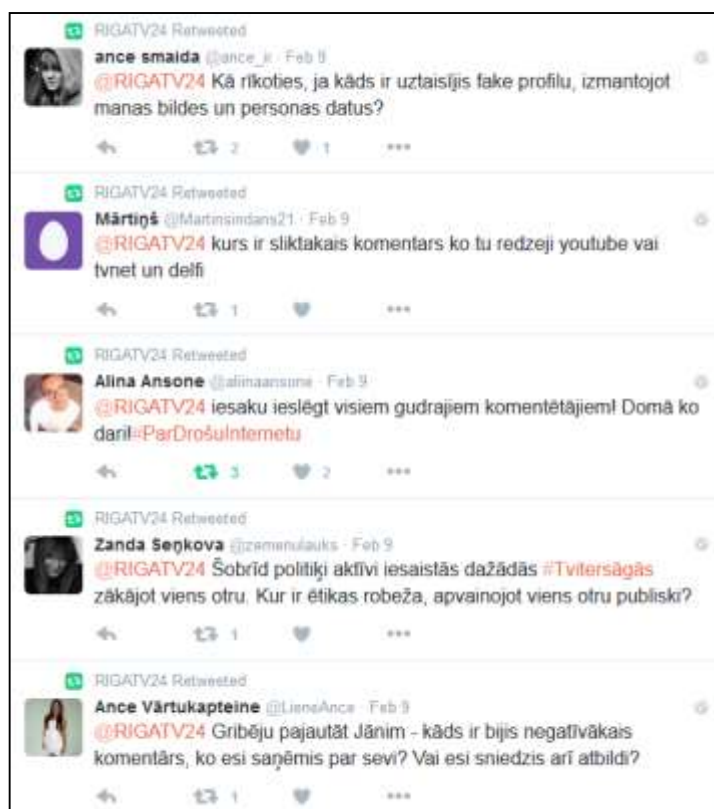 RIGATV24 Retweeted
ance smaida @ance_ir · Feb 9
@RIGATV24 Kā rīkoties, ja kāds ir uztaisījis fake profilu, izmantojot
manas bildes un personas datus?
2 1
RIGATV24 Retweeted
Mārtiņš @Martinsindans21 · Feb 9
@RIGATV24 kurs ir sliktakais komentars ko tu redzeji youtube vai
tvnet un delfi
1
RIGATV24 Retweeted
Alina Ansone @aliinaansone · Feb 9
@RIGATV24 iesaku ieslēgt visiem gudrajiem komentētājiem! Domā ko
dari!#ParDrošuInternetu
3 2
RIGATV24 Retweeted
Zanda Seņkova @zemenulauks · Feb 9
@RIGATV24 Šobrīd politiķi aktīvi iesaistās dažādās #Tvitersāgās
zākājot viens otru. Kur ir ētikas robeža, apvainojot viens otru publiski?
1
RIGATV24 Retweeted
Ance Vārtukapteine @LieneAnce · Feb 9
@RIGATV24 Gribēju pajautāt Jānim - kāds ir bijis negatīvākais
komentārs, ko esi saņēmis par sevi? Vai esi sniedzis arī atbildi?
1